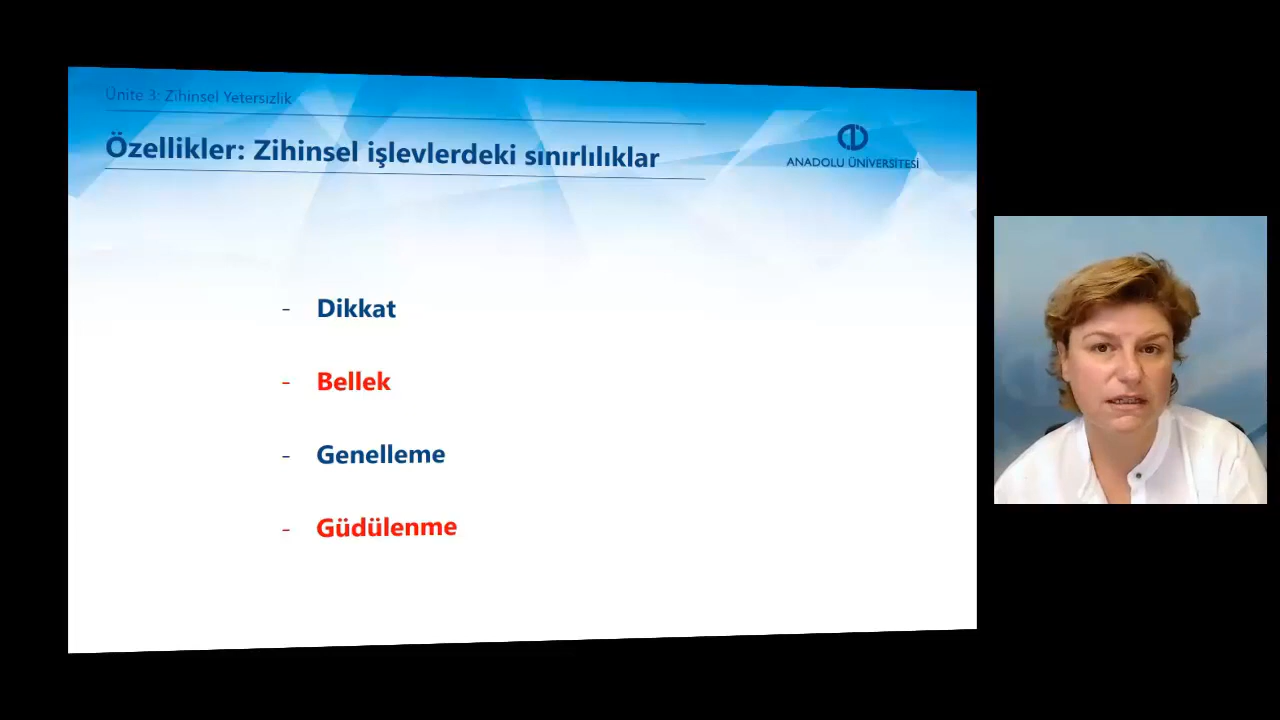 Ünite 3: Zihinsel Yetersizlik
Özellikler: Zihinsel işlevlerdeki sınırlılıklar
ANADOLU ÜNİVERSİTESİ
- Dikkat
- Bellek
- Genelleme
- Güdülenme